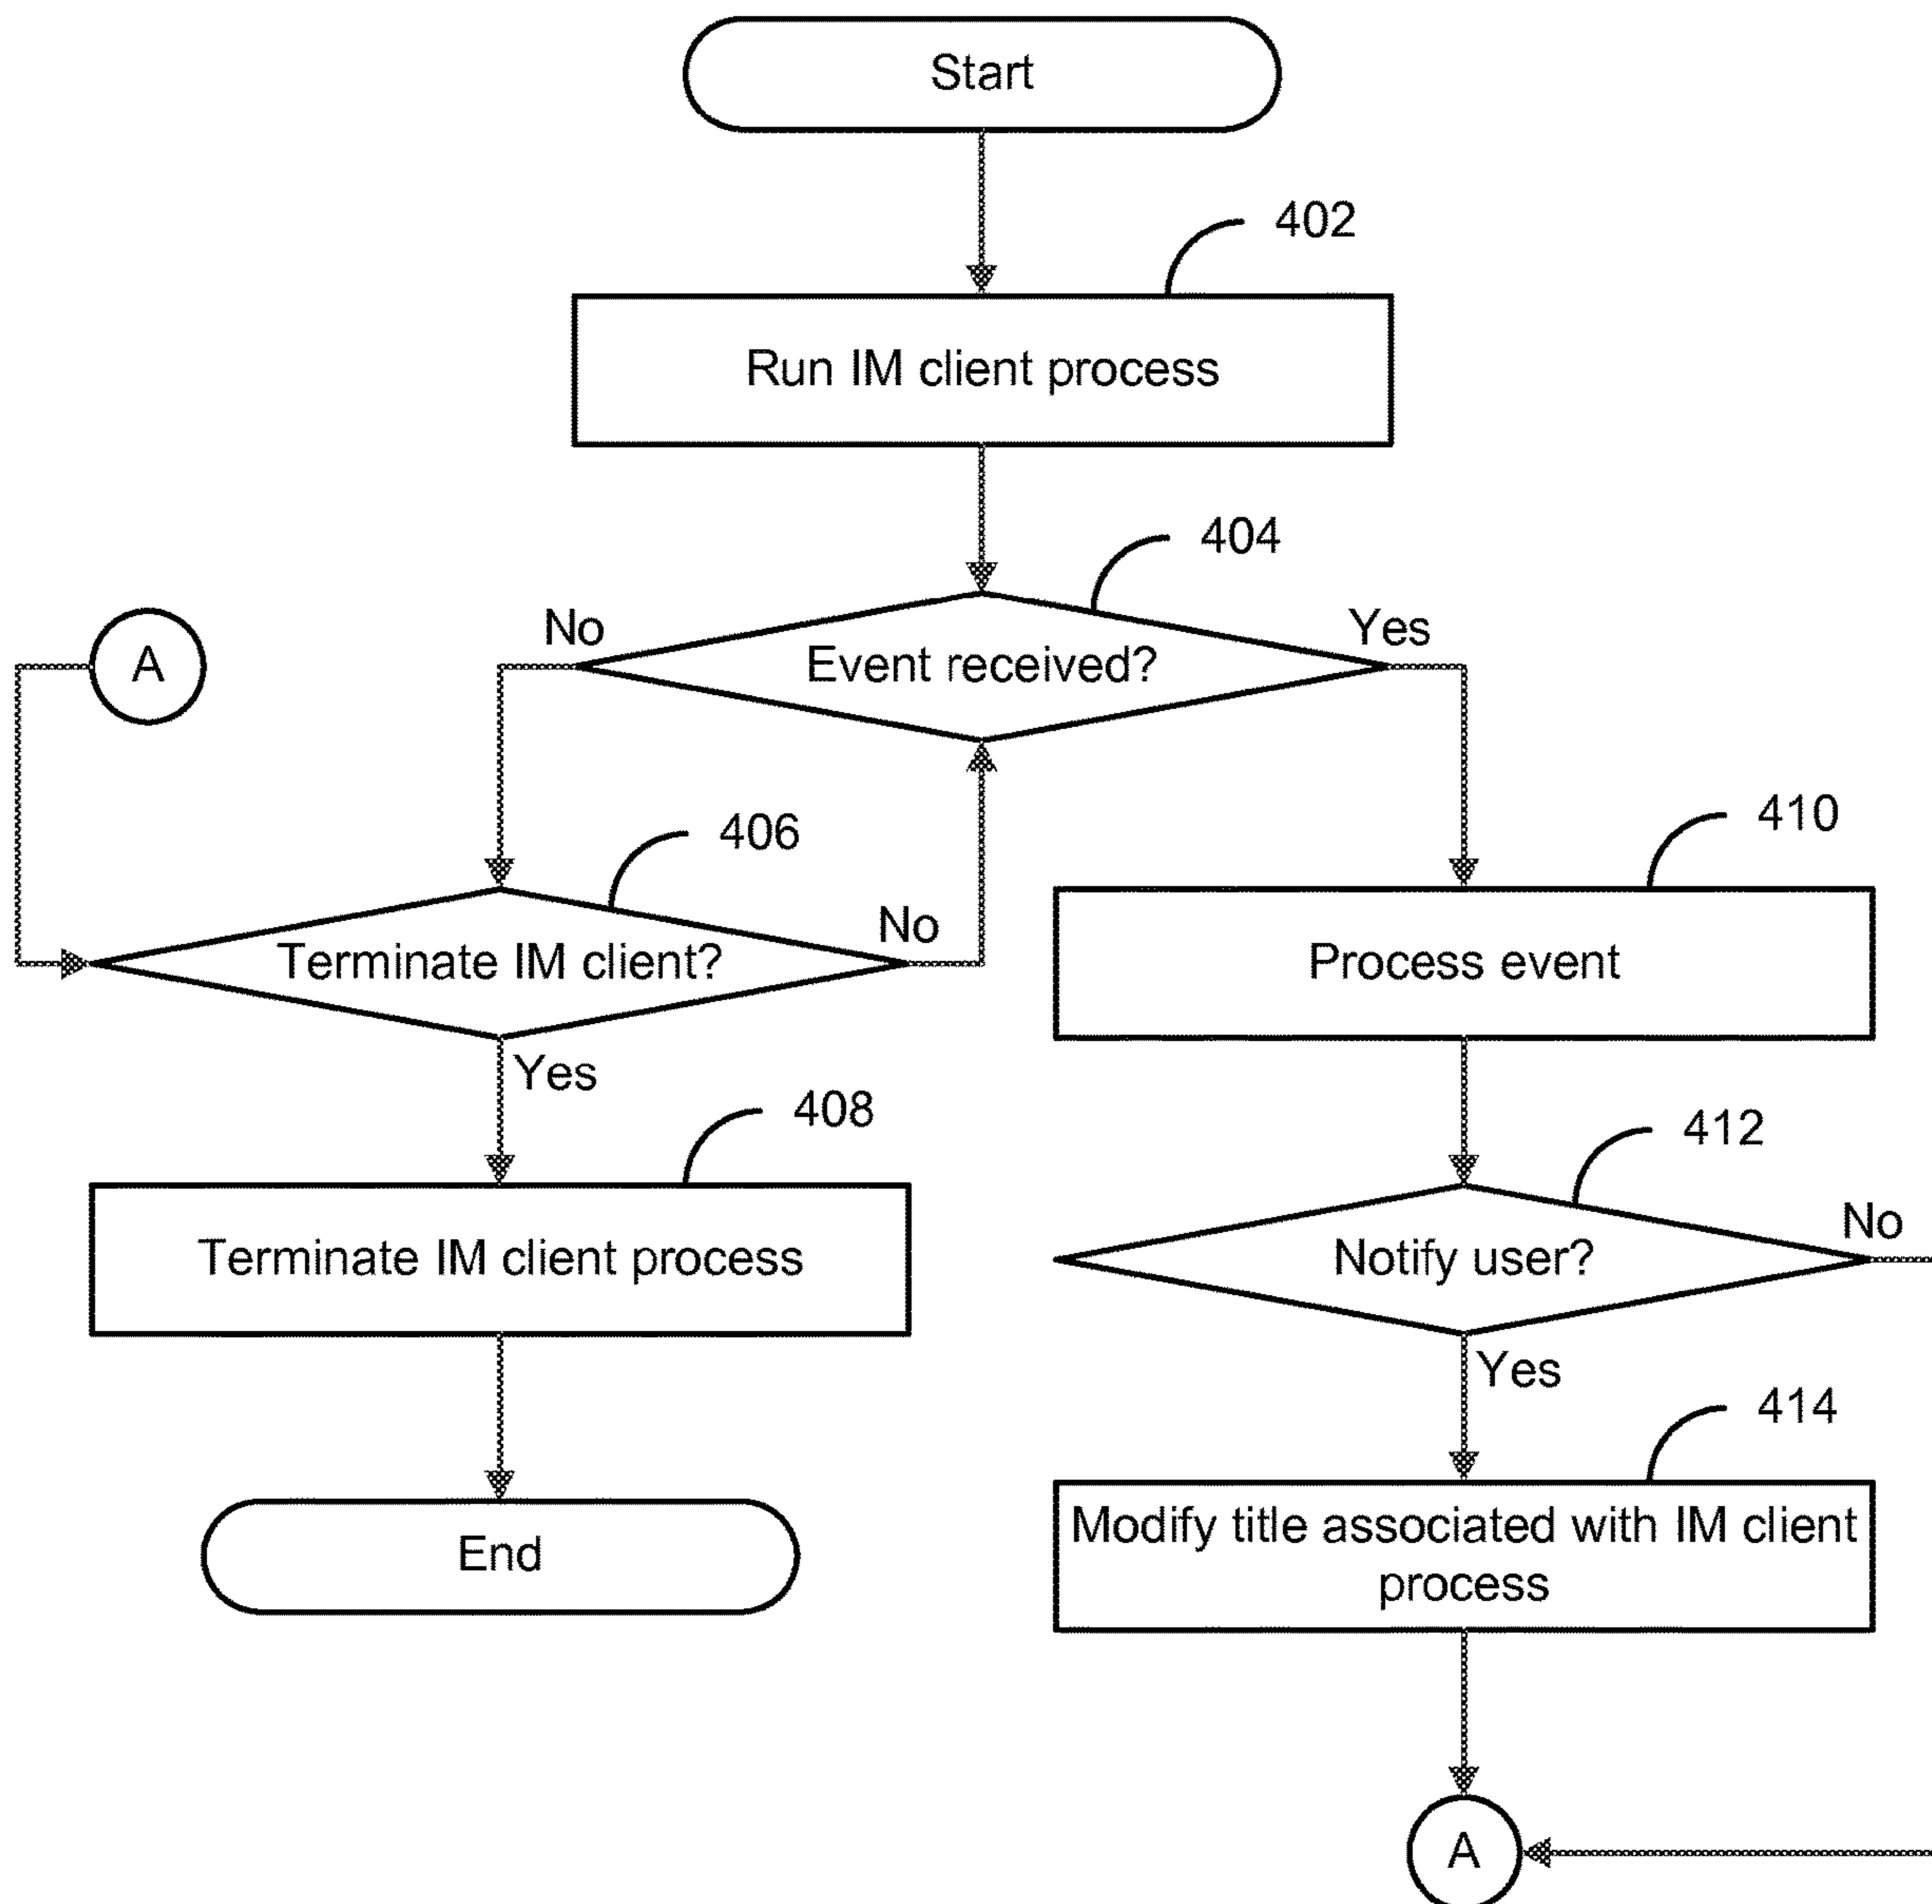 Start
402
Run IM client process
404
No
Yes
A
Event received?
406
410
No
Terminate IM client?
Process event
Yes
408
412
No
Terminate IM client process
Notify user?
Yes
414
Modify title associated with IM client
process
End
A